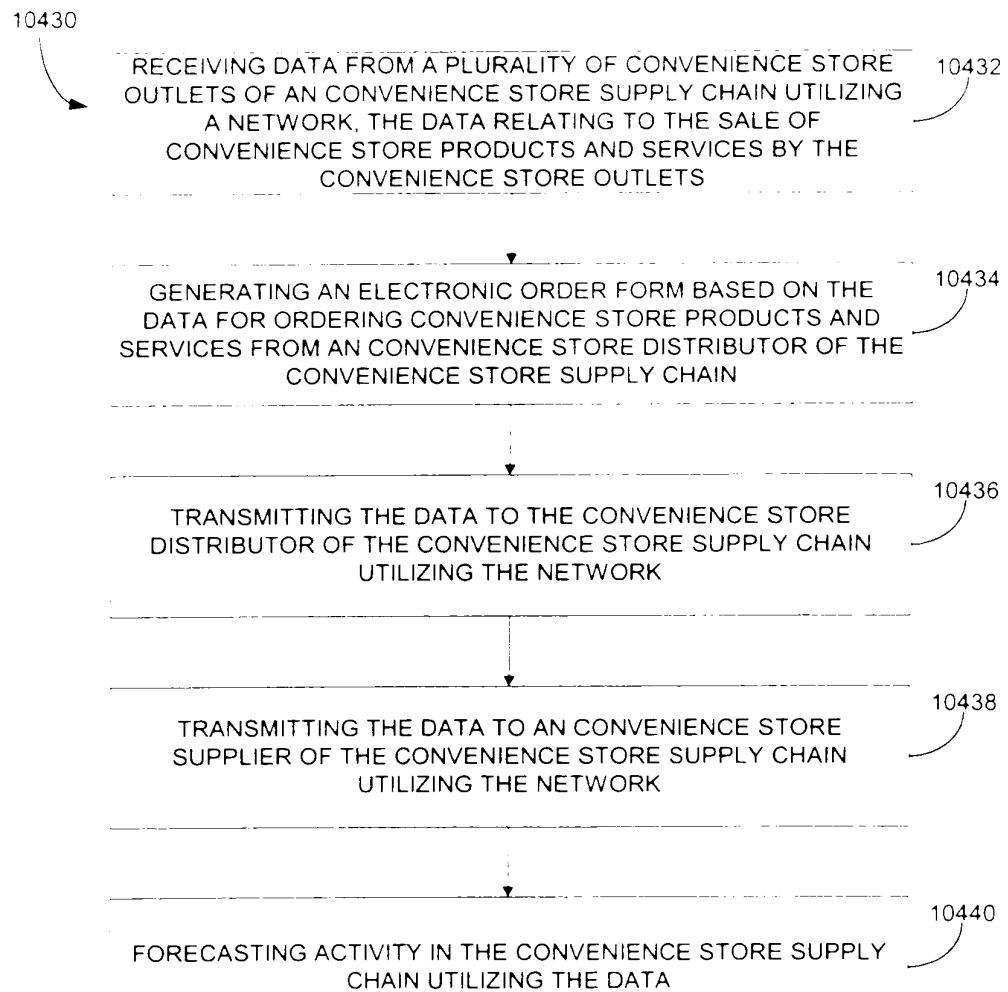 10430
RECEIVING DATA FROM A PLURALITY OF CONVENIENCE STORE
OUTLETS OF AN CONVENIENCE STORE SUPPLY CHAIN UTILIZING
A NETWORK, THE DATA RELATING TO THE SALE OF
CONVENIENCE STORE PRODUCTS AND SERVICES BY THE
CONVENIENCE STORE OUTLETS
10432
GENERATING AN ELECTRONIC ORDER FORM BASED ON THE
DATA FOR ORDERING CONVENIENCE STORE PRODUCTS AND
SERVICES FROM AN CONVENIENCE STORE DISTRIBUTOR OF THE
CONVENIENCE STORE SUPPLY CHAIN
10434
TRANSMITTING THE DATA TO THE CONVENIENCE STORE
DISTRIBUTOR OF THE CONVENIENCE STORE SUPPLY CHAIN
UTILIZING THE NETWORK
10436
TRANSMITTING THE DATA TO AN CONVENIENCE STORE
SUPPLIER OF THE CONVENIENCE STORE SUPPLY CHAIN
UTILIZING THE NETWORK
10438
FORECASTING ACTIVITY IN THE CONVENIENCE STORE SUPPLY
CHAIN UTILIZING THE DATA
10440